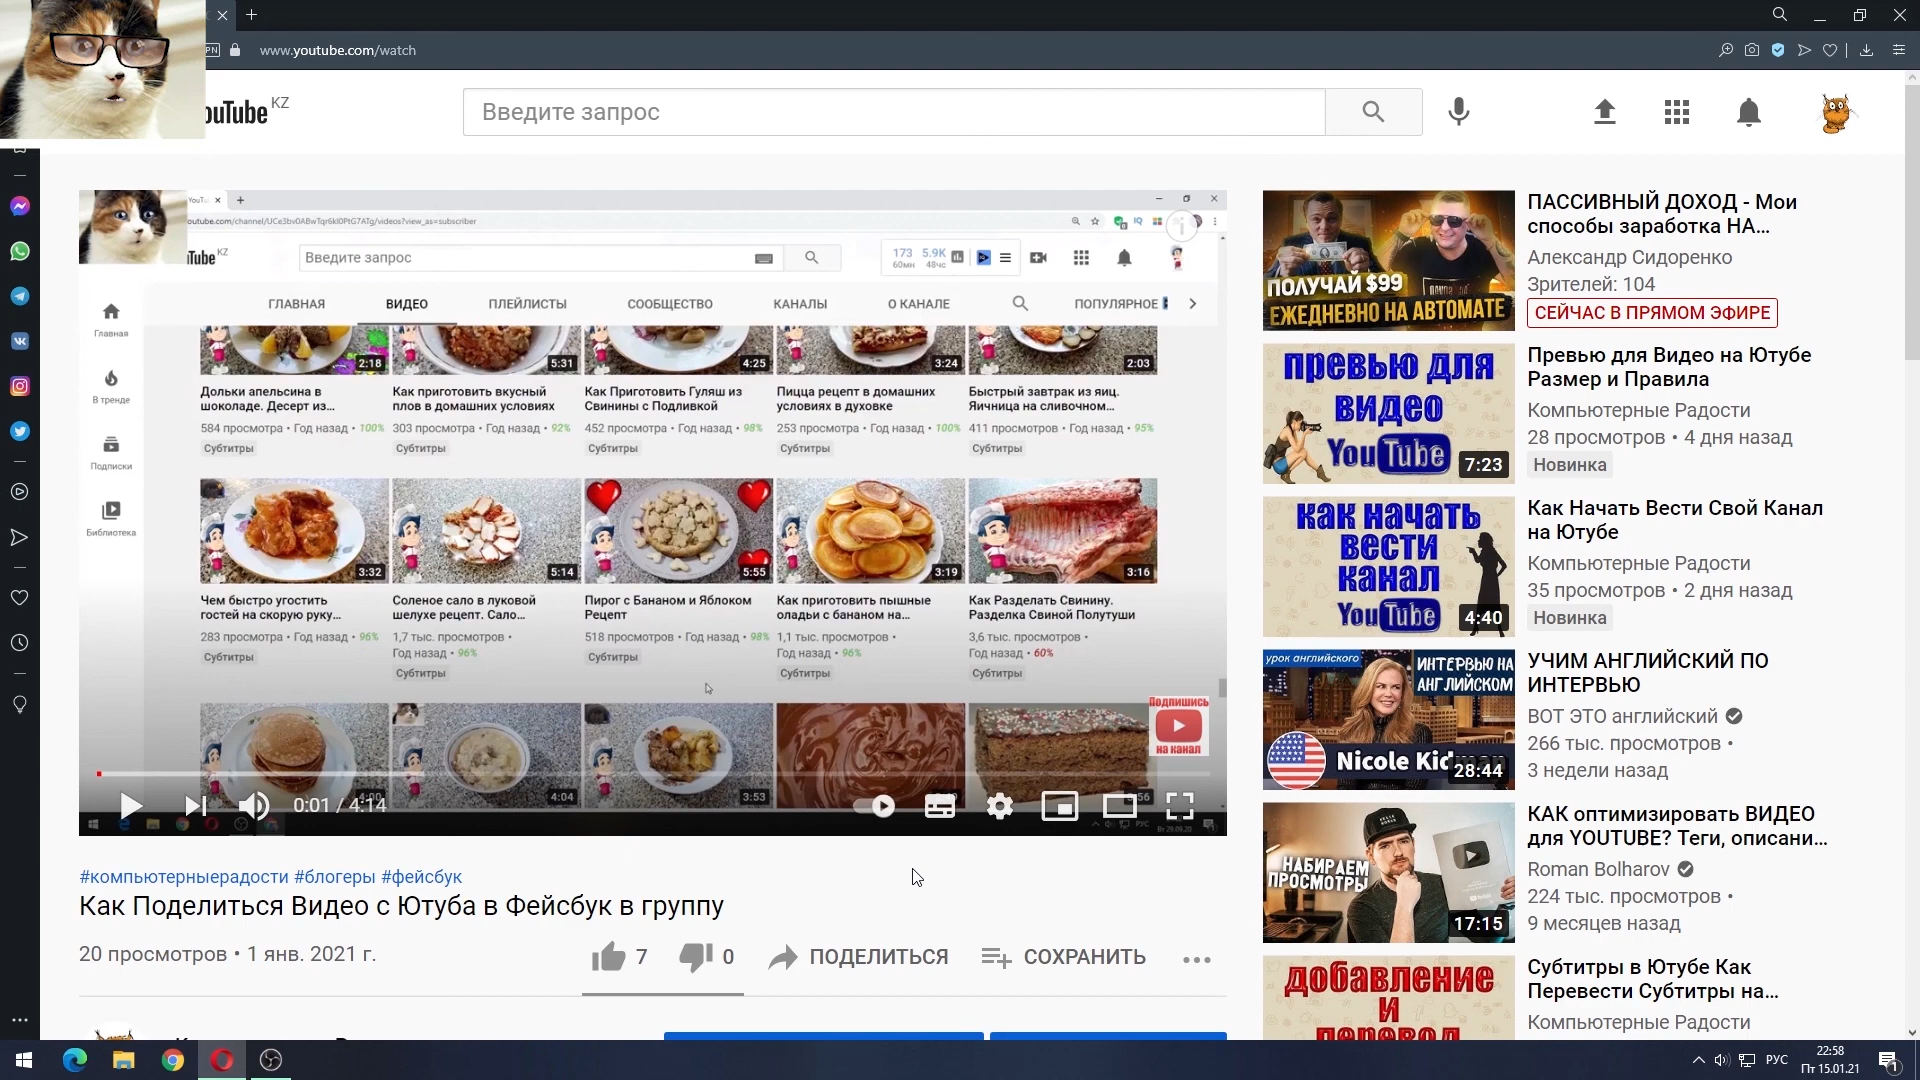 www.youtube.com/watch
ouTube KZ
Введите запрос
outube.com/channel/UCe3bv0ABwTqr6kI0PtG7ATg/videos?view_as=subscriber
uTube KZ
Введите запрос
173 5.9K
60мн 48чс
ГЛАВНАЯ ВИДЕО ПЛЕЙЛИСТЫ СООБЩЕСТВО КАНАЛЫ О КАНАЛЕ ПОПУЛЯРНОЕ
Главная
В тренде
Подписки
Библиотека
2:18 5:31 4:25 3:24 2:03
Дольки апельсина в шоколаде. Десерт из...
584 просмотра • Год назад • 100%
Субтитры
Как приготовить вкусный плов в домашних условиях
303 просмотра • Год назад • 92%
Субтитры
Как Приготовить Гуляш из Свинины с Подливкой
452 просмотра • Год назад • 98%
Субтитры
Пицца рецепт в домашних условиях в духовке
253 просмотра • Год назад • 100%
Субтитры
Быстрый завтрак из яиц. Яичница на сливочном...
411 просмотров • Год назад • 95%
Субтитры
3:32 5:14 5:55 3:19 3:16
Чем быстро угостить гостей на скорую руку...
283 просмотра • Год назад • 96%
Субтитры
Соленое сало в луковой шелухе рецепт. Сало...
1,7 тыс. просмотров •
Год назад • 96%
Субтитры
Пирог с Бананом и Яблоком Рецепт
518 просмотров • Год назад • 98%
Субтитры
Как приготовить пышные оладьи с бананом на...
1,1 тыс. просмотров •
Год назад • 96%
Субтитры
Как Разделать Свинину. Разделка Свиной Полутуши
3,6 тыс. просмотров •
Год назад • 60%
Субтитры
Подпишись
на канал
4:00 4:04 3:53
0:01 / 4:14
#компьютерныерадости #блогеры #фейсбук
Как Поделиться Видео с Ютуба в Фейсбук в группу
20 просмотров • 1 янв. 2021 г.
7 0 ПОДЕЛИТЬСЯ СОХРАНИТЬ
ПОЛУЧАЙ $99
ЕЖЕДНЕВНО НА АВТОМАТЕ
ПАССИВНЫЙ ДОХОД - Мои
способы заработка НА...
Александр Сидоренко
Зрителей: 104
СЕЙЧАС В ПРЯМОМ ЭФИРЕ
превью для
видео
YouTube
7:23
Превью для Видео на Ютубе
Размер и Правила
Компьютерные Радости
28 просмотров • 4 дня назад
Новинка
как начать
вести
канал
YouTube
4:40
Как Начать Вести Свой Канал
на Ютубе
Компьютерные Радости
35 просмотров • 2 дня назад
Новинка
урок английского
ИНТЕРВЬЮ НА
АНГЛИЙСКОМ
28:44
УЧИМ АНГЛИЙСКИЙ ПО
ИНТЕРВЬЮ
ВОТ ЭТО английский
266 тыс. просмотров •
3 недели назад
НАБИРАЕМ
ПРОСМОТРЫ
17:15
КАК оптимизировать ВИДЕО
для YOUTUBE? Теги, описани...
Roman Bolharov
224 тыс. просмотров •
9 месяцев назад
добавление
и
перевод
Субтитры в Ютубе Как
Перевести Субтитры на...
Компьютерные Радости
РУС
22:58
Пт 15.01.21